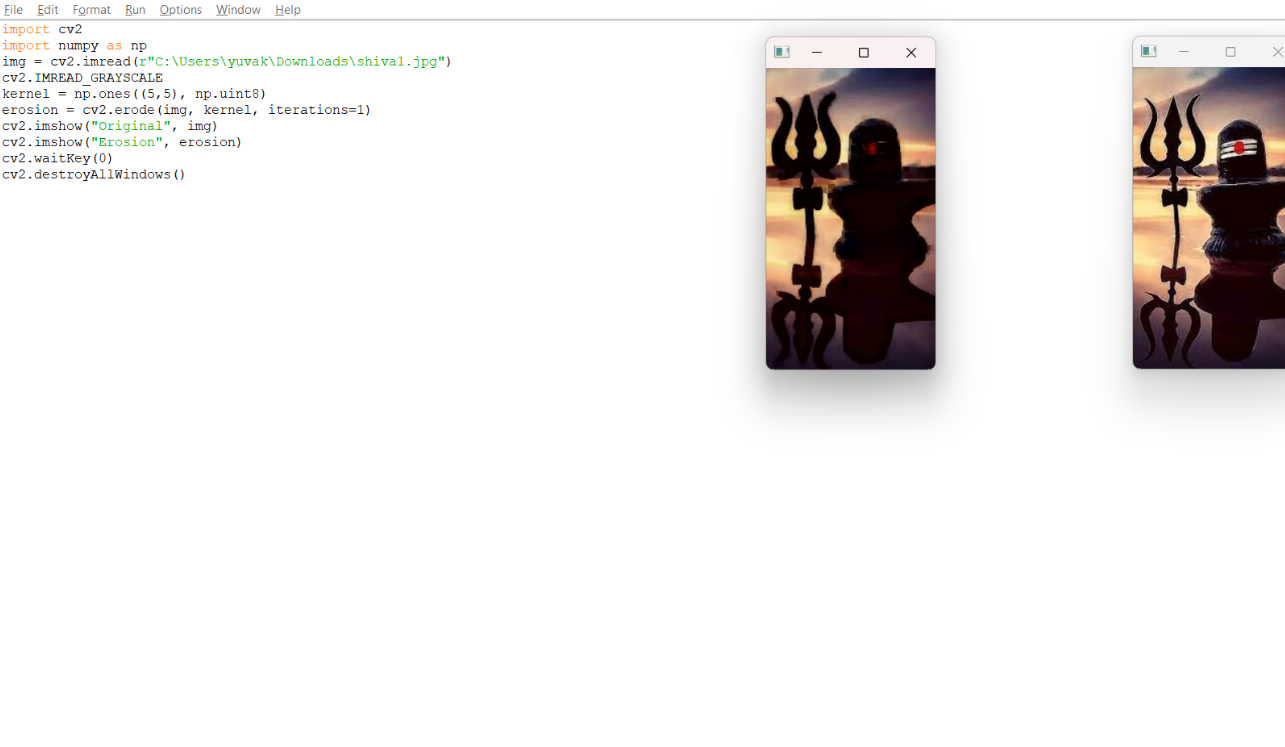 File Edit Format Run Options Window Help
import cv2
import numpy as np
img = cv2.imread(r"C:\Users\yuvak\Downloads\shiva1.jpg")
cv2.IMREAD_GRAYSCALE
kernel = np.ones((5,5), np.uint8)
erosion = cv2.erode(img, kernel, iterations=1)
cv2.imshow("Original", img)
cv2.imshow("Erosion", erosion)
cv2.waitKey(0)
cv2.destroyAllWindows()